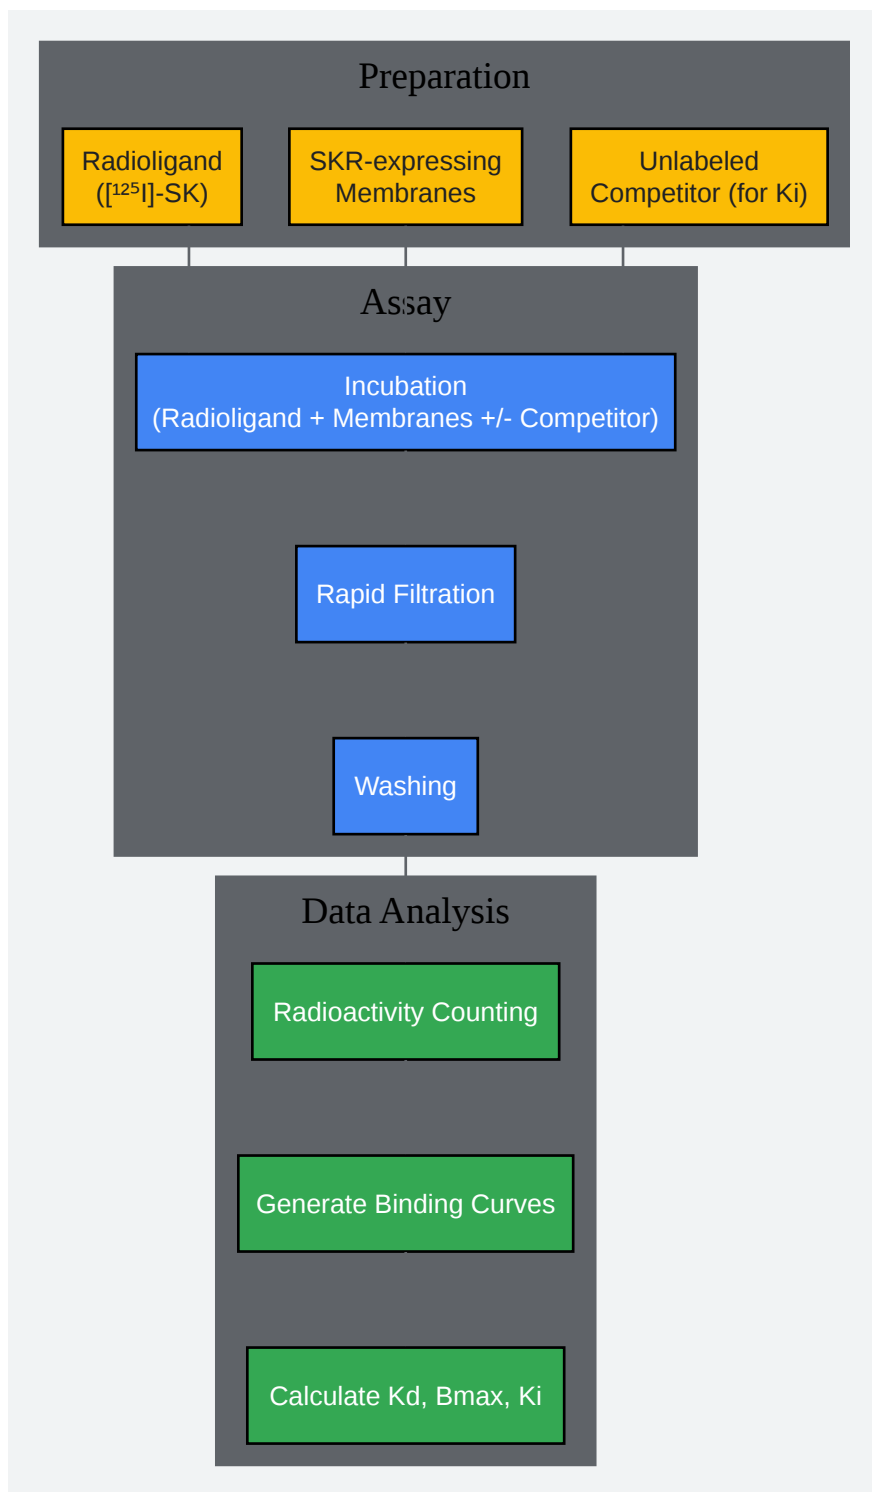 Preparation
Radioligand
([¹²⁵I]-SK)
SKR-expressing
Membranes
Unlabeled
Competitor (for Ki)
Assay
Incubation
(Radioligand + Membranes +/- Competitor)
Rapid Filtration
Washing
Data Analysis
Radioactivity Counting
Generate Binding Curves
Calculate Kd, Bmax, Ki